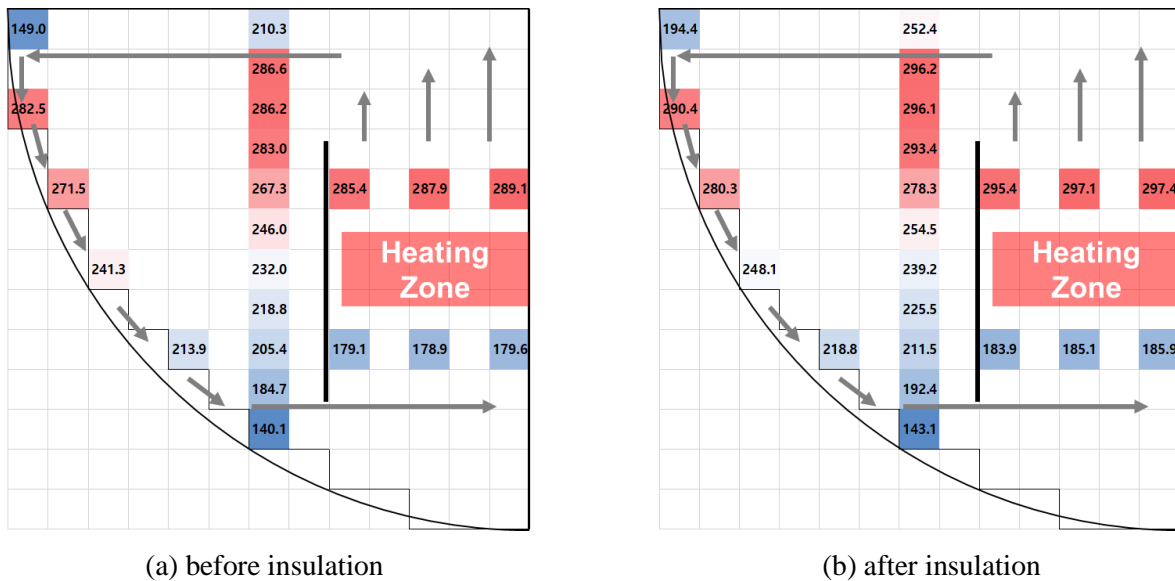 149.0 210.3
286.6
282.5 286.2
283.0
271.5 267.3 285.4 287.9 289.1
246.0
Heating
Zone
241.3 232.0
218.8
213.9 205.4 179.1 178.9 179.6
184.7
140.1
(a) before insulation
194.4 252.4
296.2
290.4 296.1
293.4
280.3 278.3 295.4 297.1 297.4
254.5
Heating
Zone
248.1 239.2
225.5
218.8 211.5 183.9 185.1 185.9
192.4
143.1
(b) after insulation